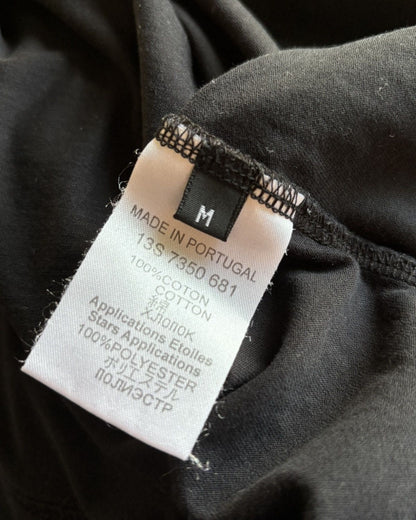 M
MADE IN PORTUGAL
13S 7350 681
100%COTON
COTTON
ХЛОПОК
Applications Etoiles
Stars Applications
100%POLYESTER
ポリエステル
ПОЛИЭСТР